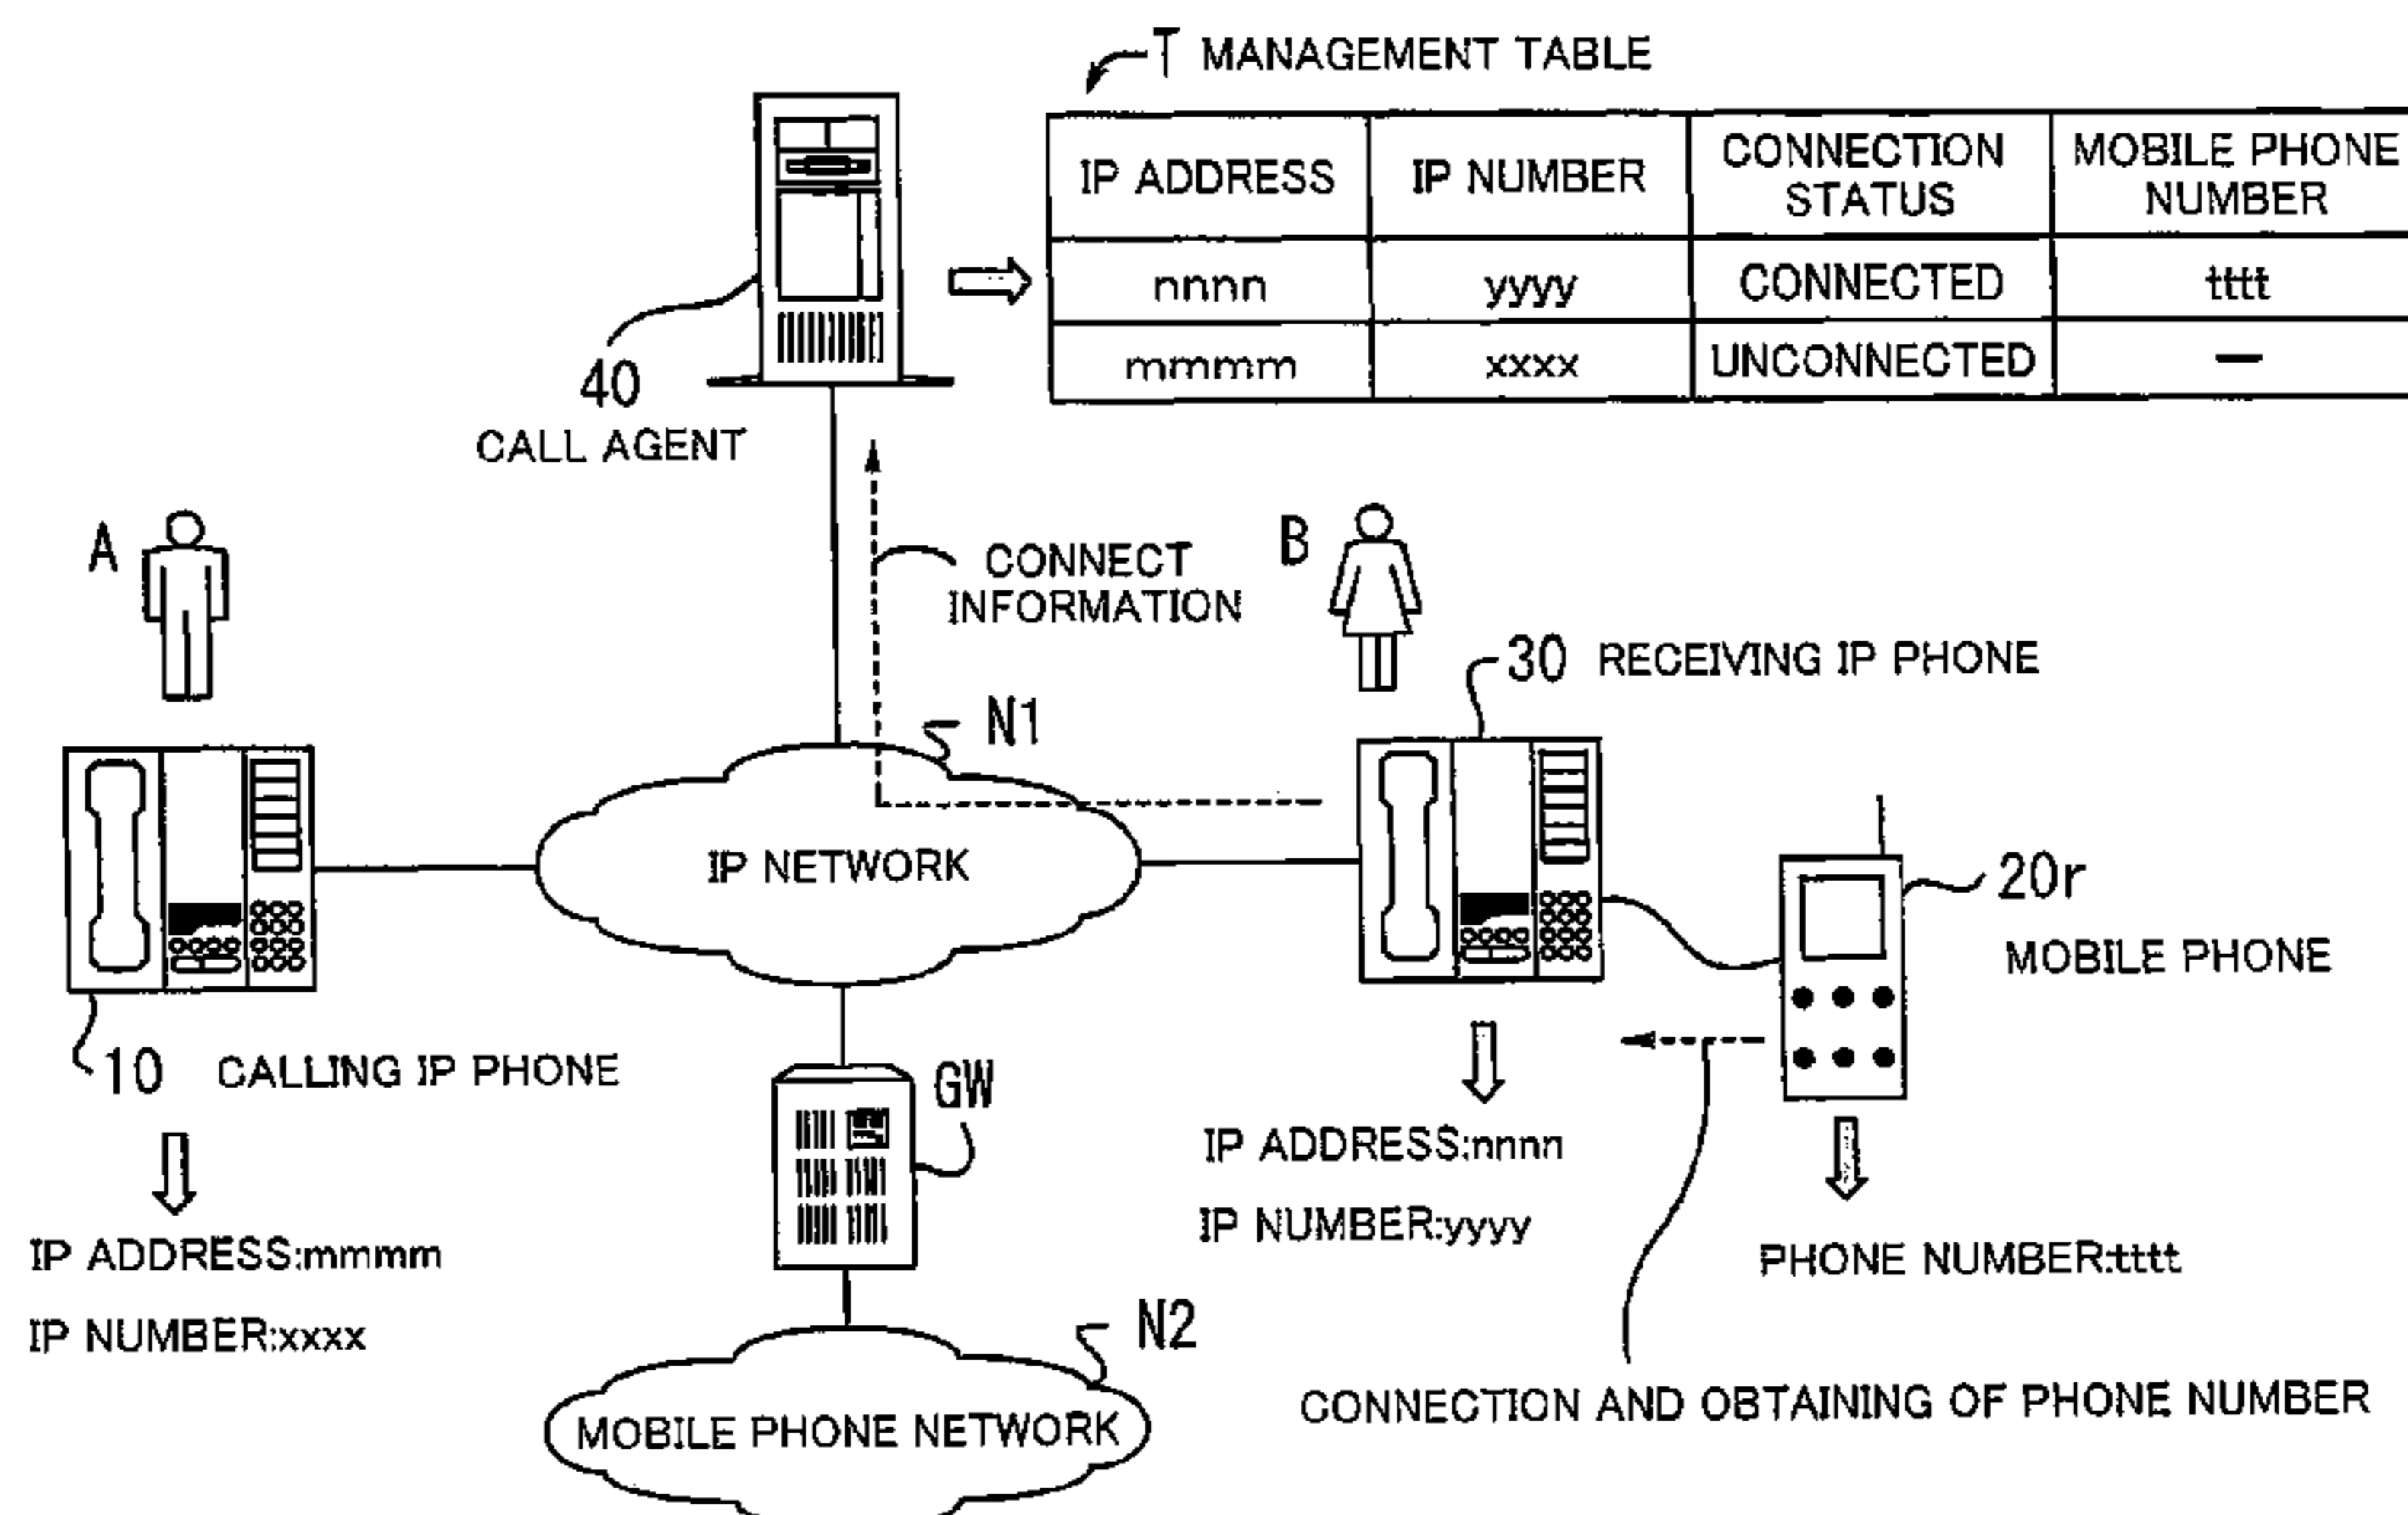 T MANAGEMENT TABLE
IP ADDRESS IP NUMBER CONNECTION STATUS MOBILE PHONE NUMBER
nnnn yyyy CONNECTED tttt
mmmm xxxx UNCONNECTED —
40
CALL AGENT
A
CONNECT
INFORMATION
B
30 RECEIVING IP PHONE
N1
IP NETWORK
20r
MOBILE PHONE
10 CALLING IP PHONE
GW
IP ADDRESS:nnnn
IP NUMBER:yyyy
PHONE NUMBER:tttt
IP ADDRESS:mmmm
IP NUMBER:xxxx
N2
CONNECTION AND OBTAINING OF PHONE NUMBER
MOBILE PHONE NETWORK